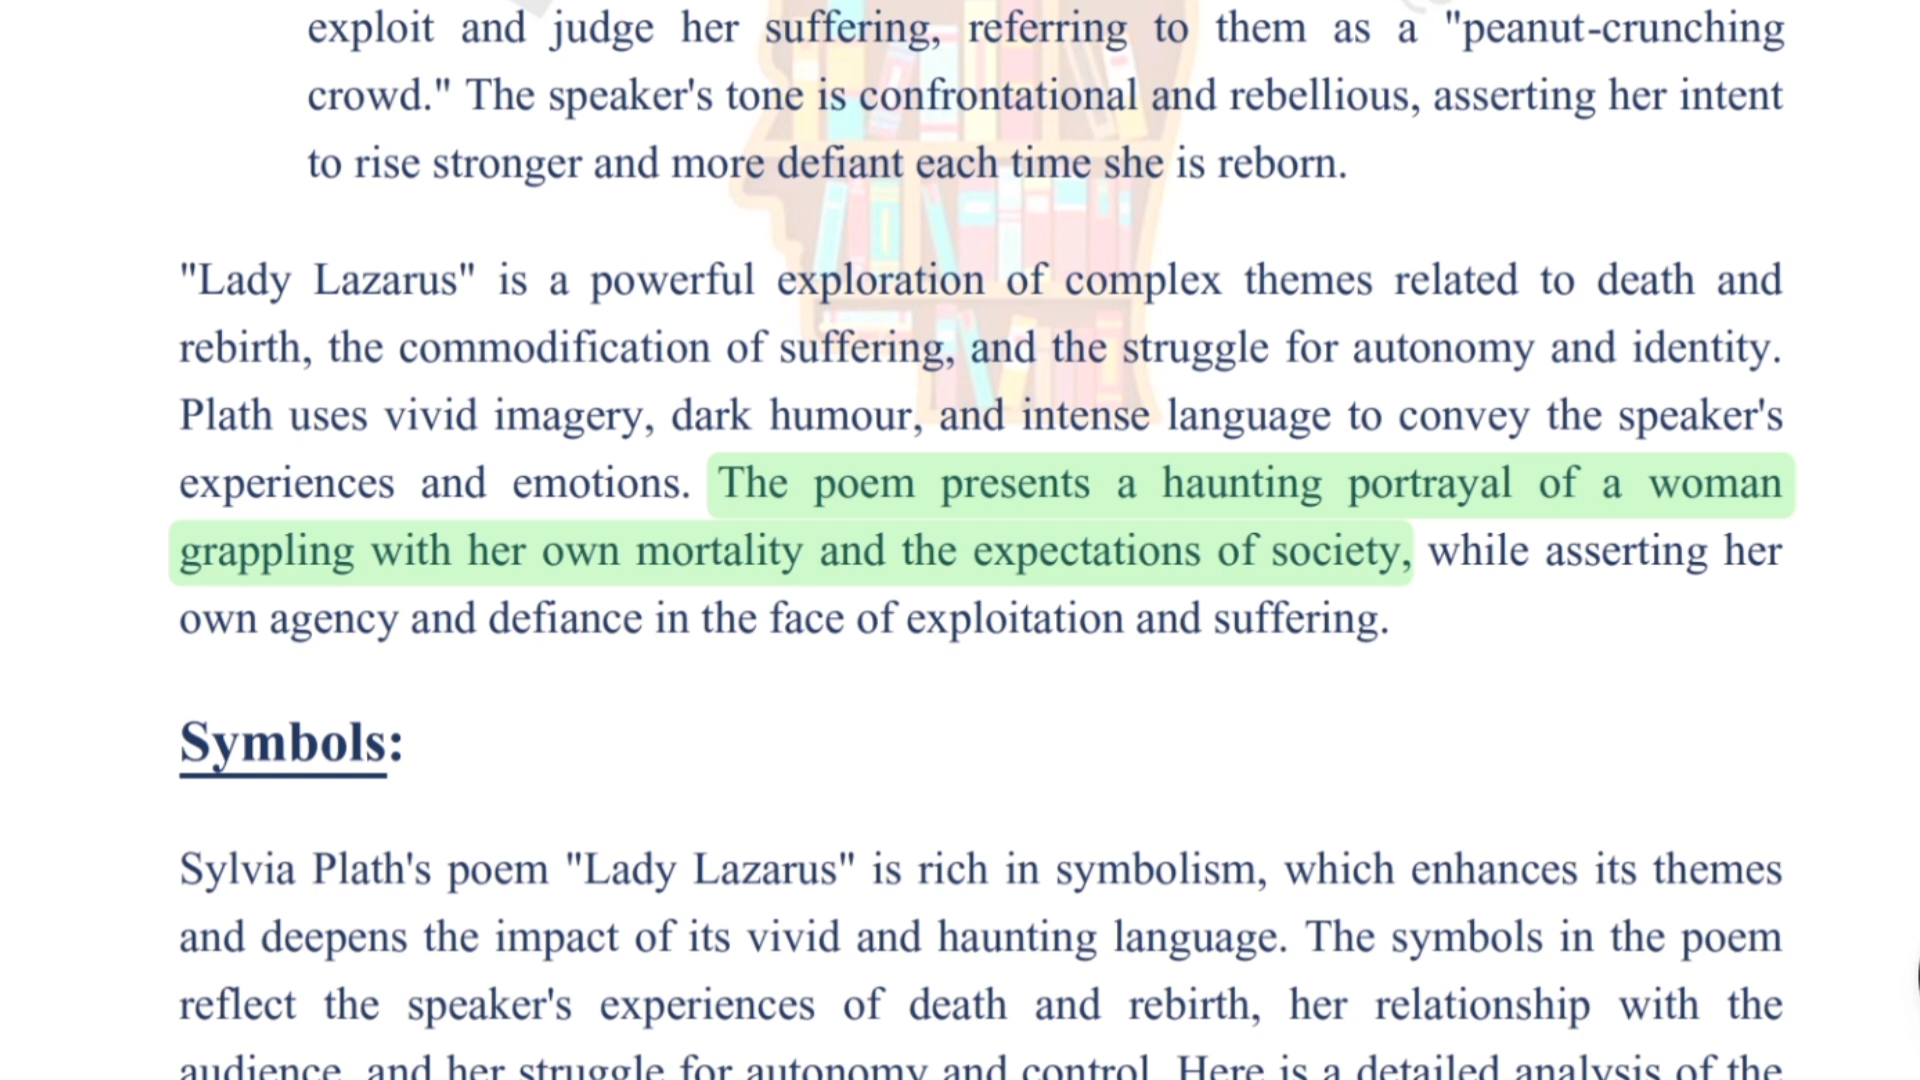 exploit and judge her suffering, referring to them as a "peanut-crunching
crowd." The speaker's tone is confrontational and rebellious, asserting her intent
to rise stronger and more defiant each time she is reborn.
"Lady Lazarus" is a powerful exploration of complex themes related to death and
rebirth, the commodification of suffering, and the struggle for autonomy and identity.
Plath uses vivid imagery, dark humour, and intense language to convey the speaker's
experiences and emotions. The poem presents a haunting portrayal of a woman
grappling with her own mortality and the expectations of society, while asserting her
own agency and defiance in the face of exploitation and suffering.
Symbols:
Sylvia Plath's poem "Lady Lazarus" is rich in symbolism, which enhances its themes
and deepens the impact of its vivid and haunting language. The symbols in the poem
reflect the speaker's experiences of death and rebirth, her relationship with the
audience, and her struggle for autonomy and control. Here is a detailed analysis of the